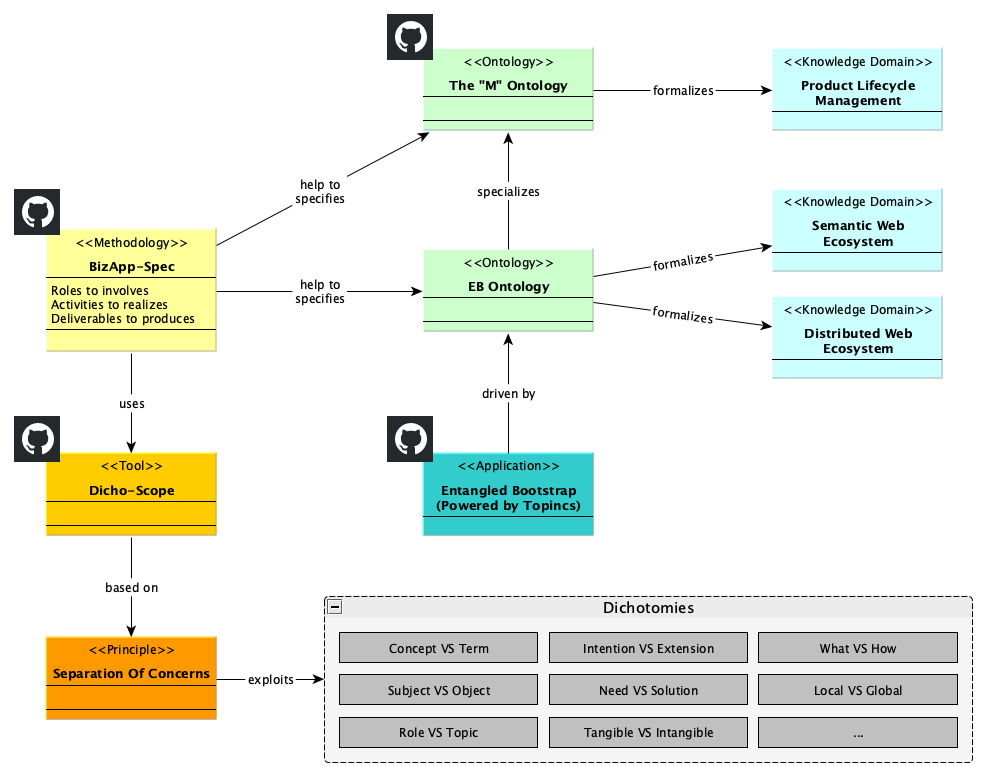 <<Ontology>>
The "M" Ontology
formalizes
<<Knowledge Domain>>
Product Lifecycle
Management
help to
specifies
specializes
<<Knowledge Domain>>
Semantic Web
Ecosystem
<<Methodology>>
BizApp-Spec
Roles to involves
Activities to realizes
Deliverables to produces
help to
specifies
<<Ontology>>
EB Ontology
formalizes
formalizes
<<Knowledge Domain>>
Distributed Web
Ecosystem
uses
driven by
<<Tool>>
Dicho-Scope
<<Application>>
Entangled Bootstrap
(Powered by Topincs)
based on
<<Principle>>
Separation Of Concerns
exploits
Dichotomies
Concept VS Term
Intention VS Extension
What VS How
Subject VS Object
Need VS Solution
Local VS Global
Role VS Topic
Tangible VS Intangible
...